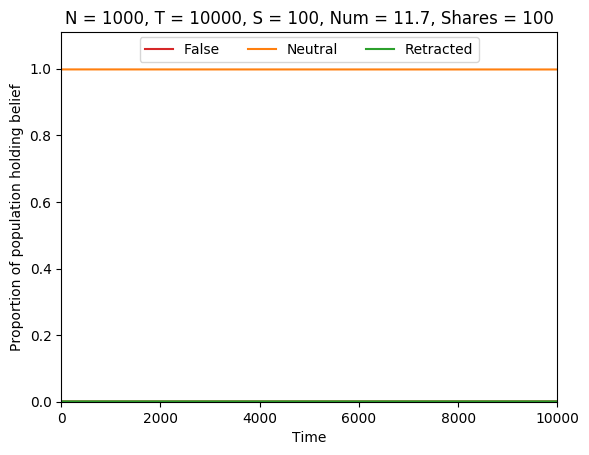 N = 1000, T = 10000, S = 100, Num = 11.7, Shares = 100
False Neutral Retracted
1.0
0.8
0.6
0.4
0.2
0.0
Proportion of population holding belief
0 2000 4000 6000 8000 10000
Time